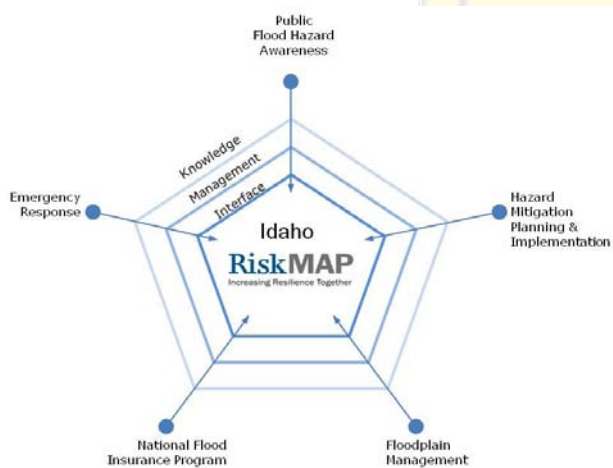 Public
Flood Hazard
Awareness
Knowledge
Management
Interface
Emergency
Response
Hazard
Mitigation
Planning &
Implementation
Idaho
RiskMAP
Increasing Resilience Together
National Flood
Insurance Program
Floodplain
Management